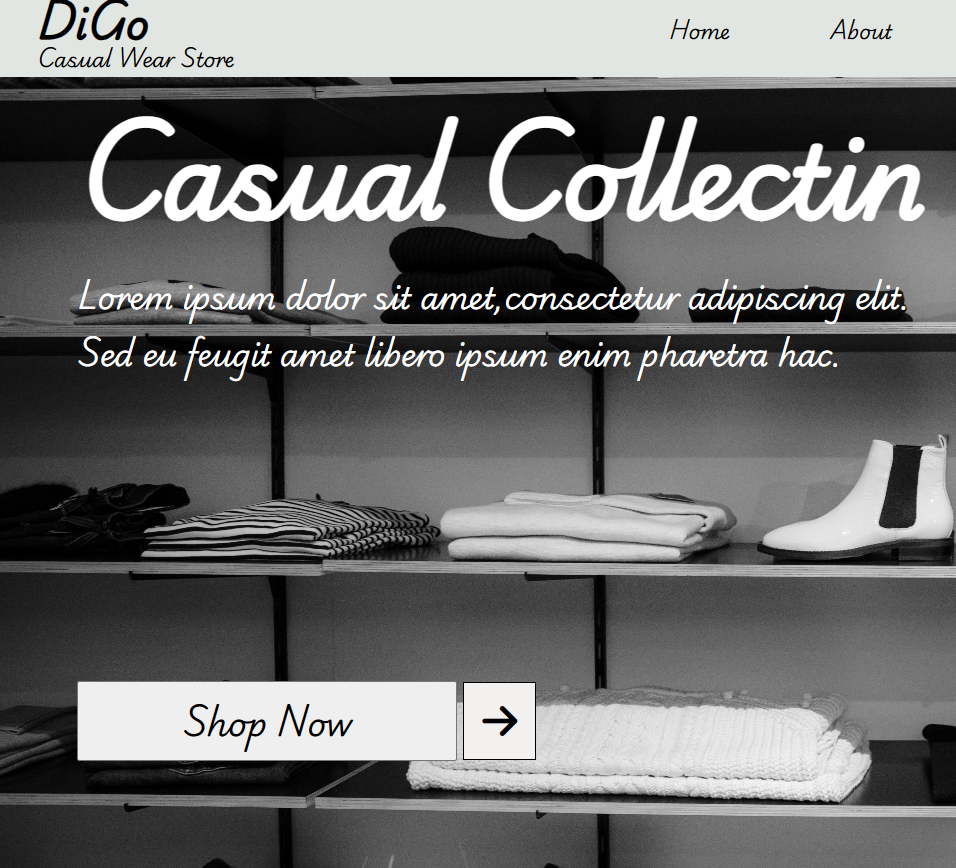 DiGo
Casual Wear Store
Home
About
Casual Collectin
Lorem ipsum dolor sit amet, consectetur adipiscing elit.
Sed eu feugit amet libero ipsum enim pharetra hac.
Shop Now